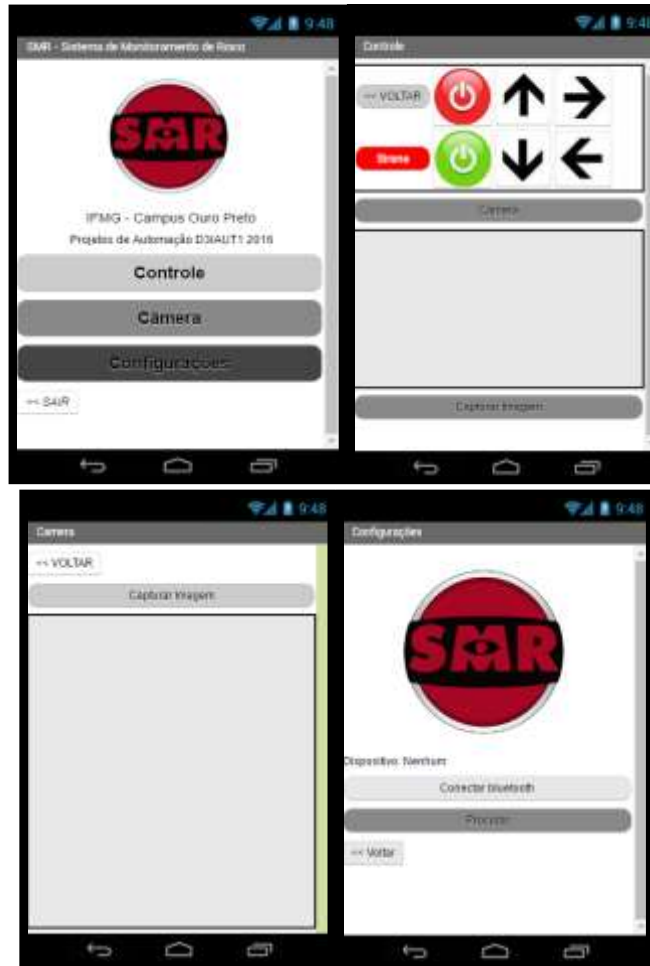 9:48
SMR - Sistema de Monitoramento de Risco
SMR
IFMG - Campus Ouro Preto
Projetos de Automação D3IAUT1 2016
Controle
Câmera
Configurações
<< SAIR
9:48
Controle
<< VOLTAR
Sirene
Câmera
Capturar Imagem
9:48
Camera
<< VOLTAR
Capturar Imagem
9:48
Configurações
SMR
Dispositivo: Nenhum
Conectar bluetooth
Procurar
<< Voltar